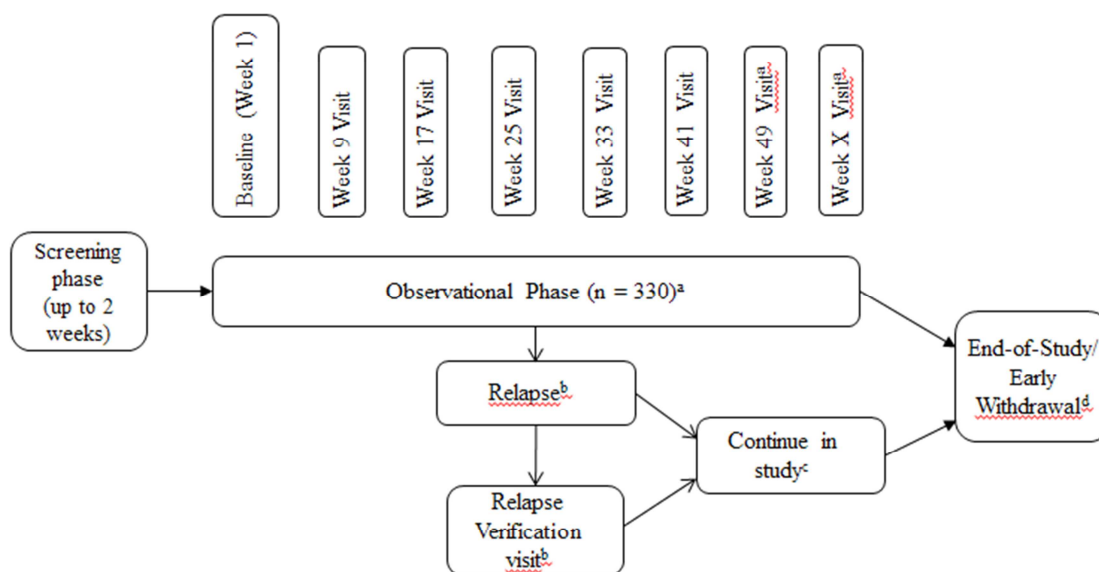 Baseline (Week 1)
Week 9 Visit
Week 17 Visit
Week 25 Visit
Week 33 Visit
Week 41 Visit
Week 49 Visitᵃ
Week X Visitᵃ
Screening
phase
(up to 2
weeks)
Observational Phase (n = 330)ᵃ
End-of-Study/
Early
Withdrawalᵈ
Relapseᵇ
Continue in
studyᶜ
Relapse
Verification
visitᵇ